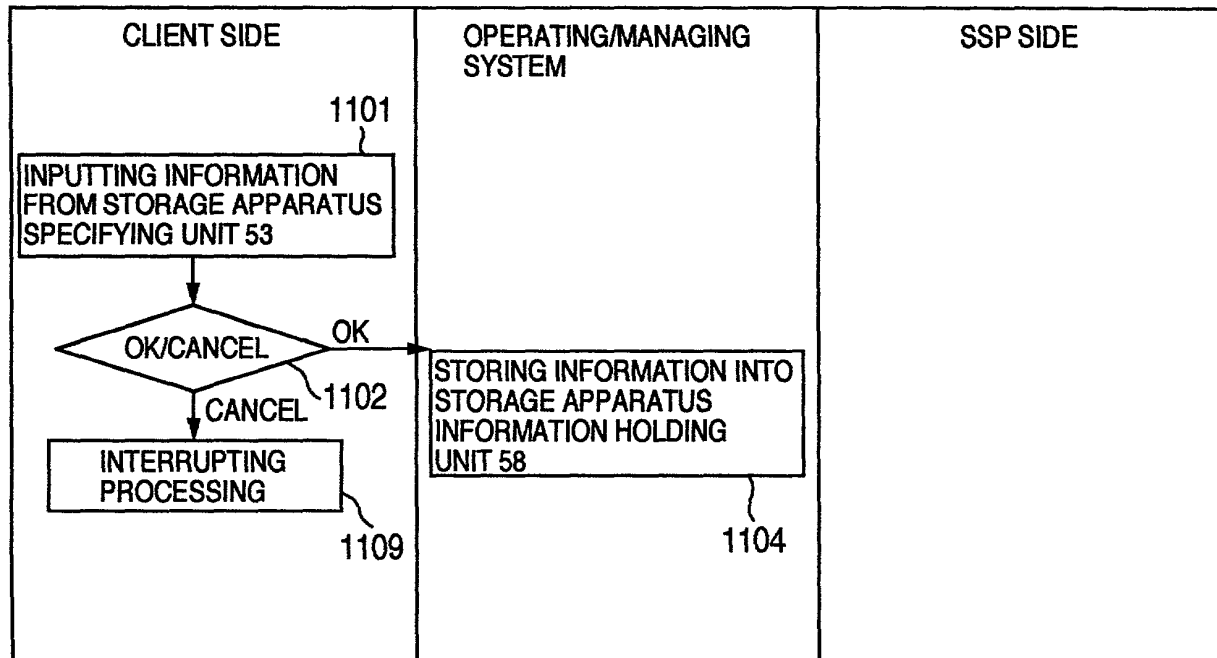 CLIENT SIDE
OPERATING/MANAGING
SYSTEM
SSP SIDE
1101
INPUTTING INFORMATION
FROM STORAGE APPARATUS
SPECIFYING UNIT 53
OK/CANCEL
OK
1102
CANCEL
STORING INFORMATION INTO
STORAGE APPARATUS
INFORMATION HOLDING
UNIT 58
1104
INTERRUPTING
PROCESSING
1109